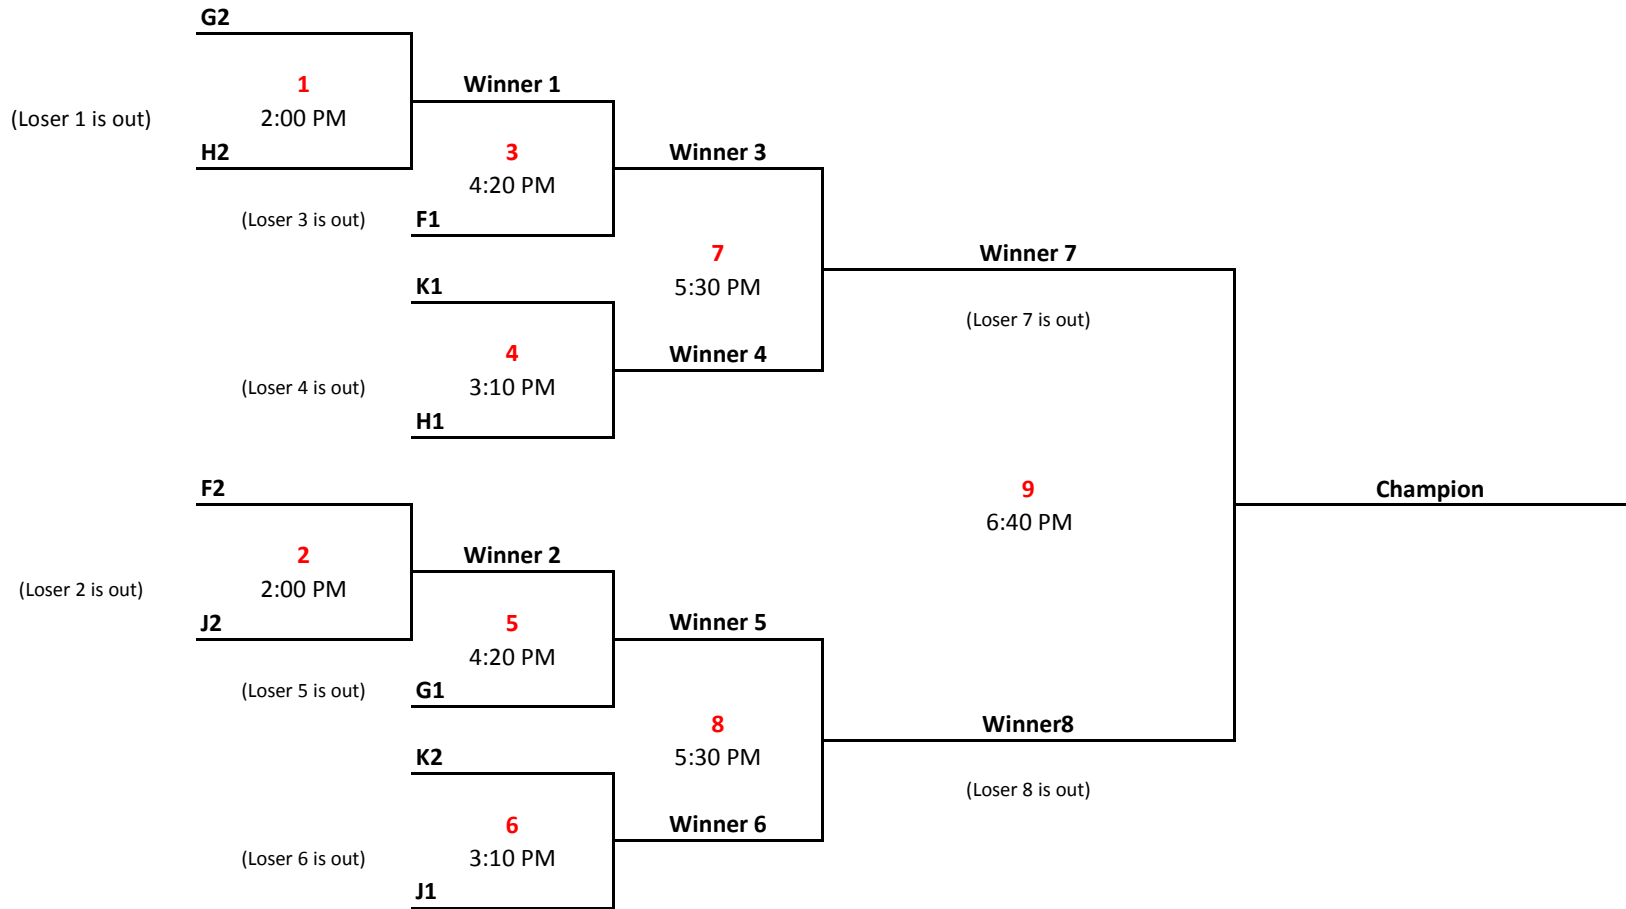 G2
1
Winner 1
(Loser 1 is out)
2:00 PM
H2
3
Winner 3
4:20 PM
(Loser 3 is out)
F1
7
Winner 7
K1
5:30 PM
(Loser 7 is out)
4
Winner 4
(Loser 4 is out)
3:10 PM
H1
F2
9
Champion
6:40 PM
2
Winner 2
(Loser 2 is out)
2:00 PM
J2
5
Winner 5
4:20 PM
(Loser 5 is out)
G1
8
Winner8
K2
5:30 PM
(Loser 8 is out)
6
Winner 6
(Loser 6 is out)
3:10 PM
J1